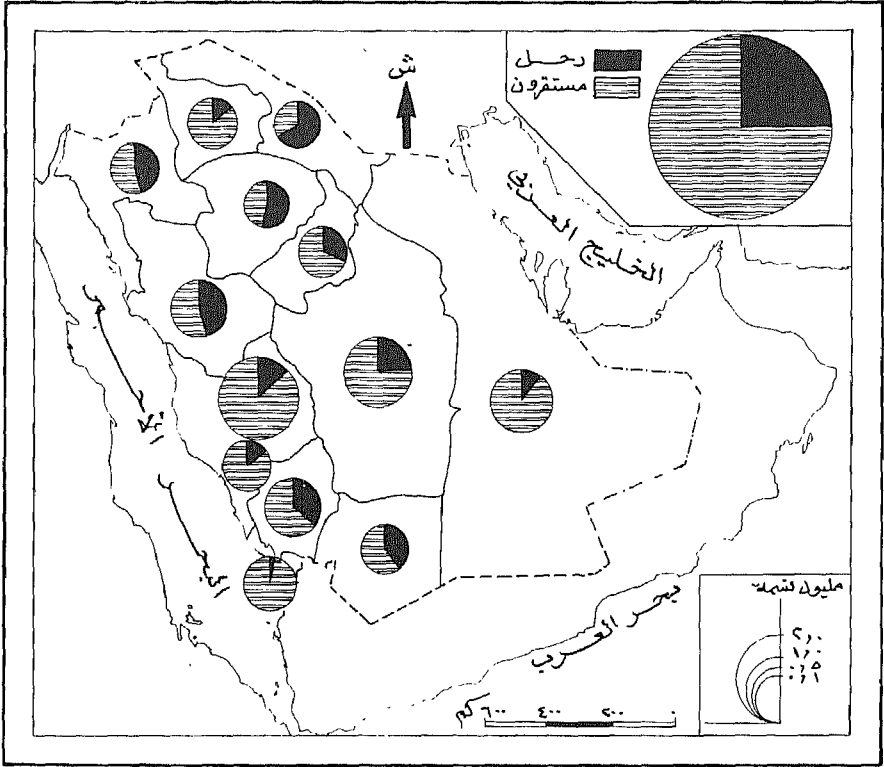 رحل
مستقرون
ش
الخليج العربي
البحر
الأحمر
بحر العرب
مليون نسمة
٢,٠
١,٠
٠,٥
٠,١
٦٠٠ كم
٤٠٠
٢٠٠
٠